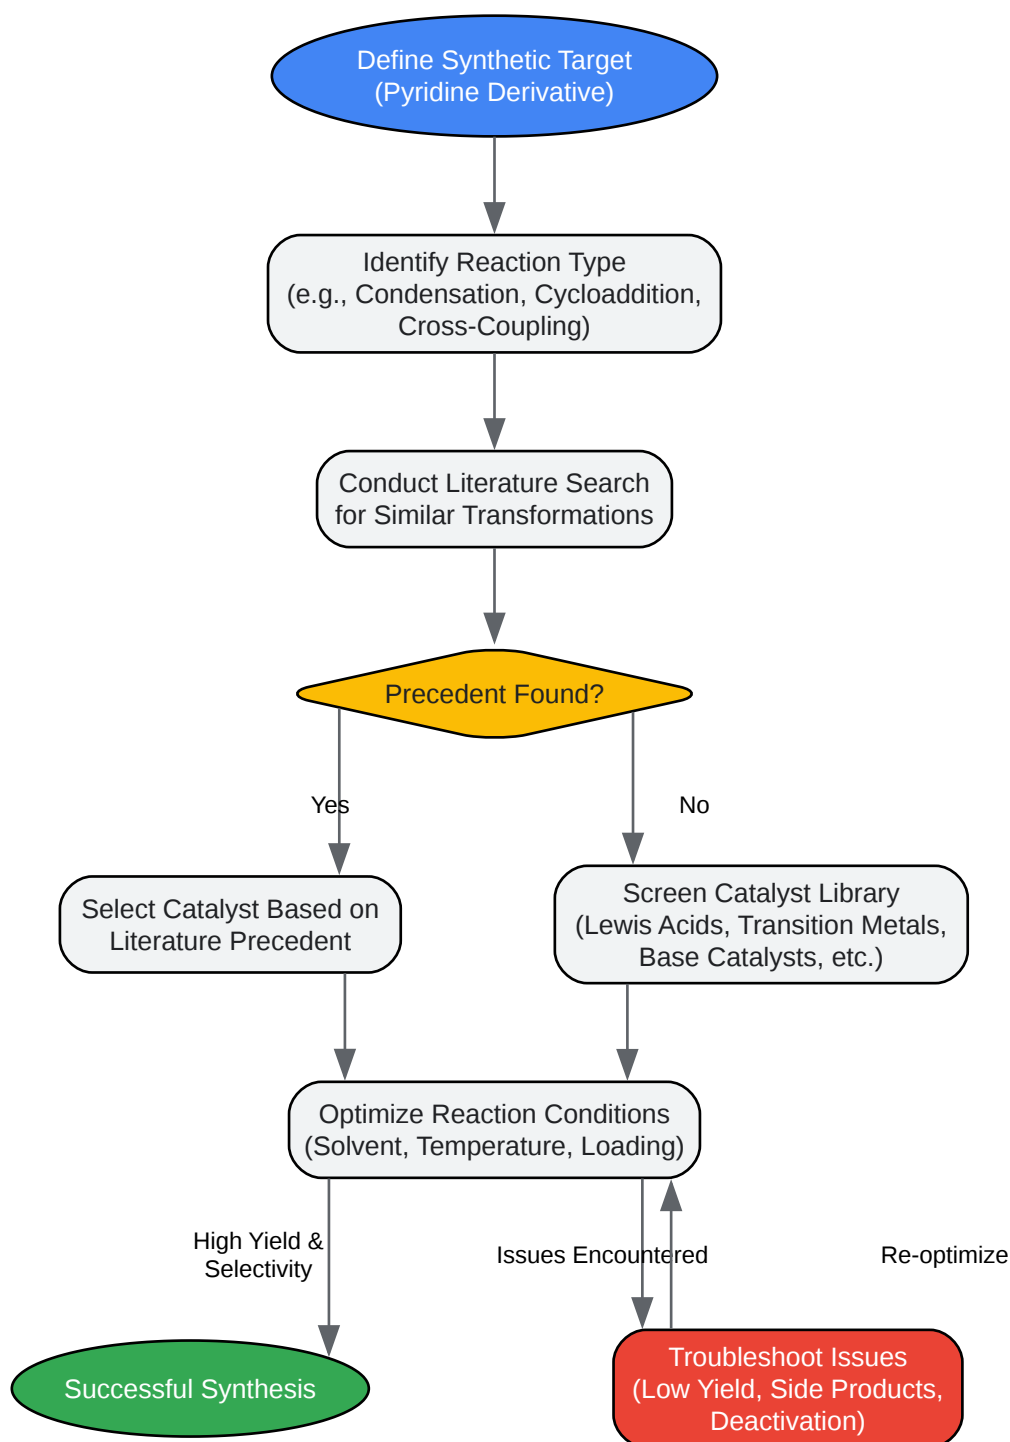 Define Synthetic Target
(Pyridine Derivative)
Identify Reaction Type
(e.g., Condensation, Cycloaddition,
Cross-Coupling)
Conduct Literature Search
for Similar Transformations
Precedent Found?
Yes
No
Select Catalyst Based on
Literature Precedent
Screen Catalyst Library
(Lewis Acids, Transition Metals,
Base Catalysts, etc.)
Optimize Reaction Conditions
(Solvent, Temperature, Loading)
High Yield &
Selectivity
Issues Encountered
Re-optimize
Successful Synthesis
Troubleshoot Issues
(Low Yield, Side Products,
Deactivation)